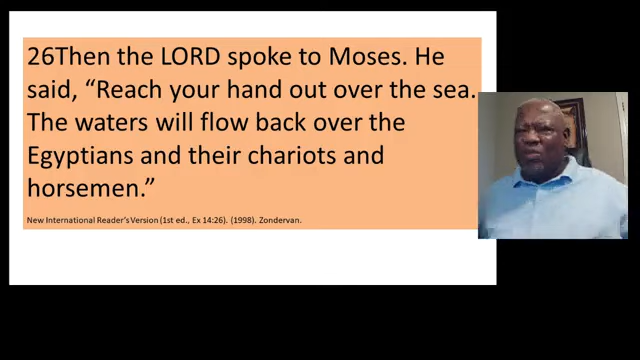 26Then the LORD spoke to Moses. He
said, “Reach your hand out over the sea.
The waters will flow back over the
Egyptians and their chariots and
horsemen.”
New International Reader’s Version (1st ed., Ex 14:26). (1998). Zondervan.